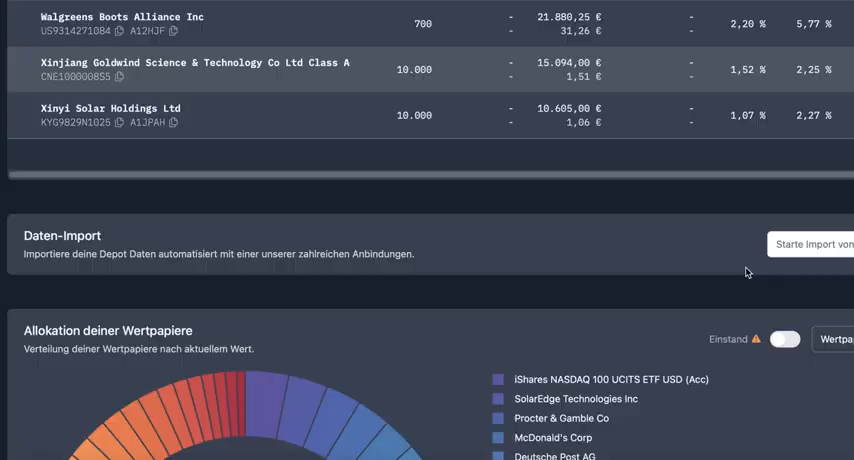 Walgreens Boots Alliance Inc
700 - 21.880,25 € - 2,20 % 5,77 %
US9314271084 A12HJF - 31,26 € -
Xinjiang Goldwind Science & Technology Co Ltd Class A
10.000 - 15.094,00 € - 1,52 % 2,25 %
CNE1000008S5 - 1,51 € -
Xinyi Solar Holdings Ltd
10.000 - 10.605,00 € - 1,07 % 2,27 %
KYG9829N1025 A1JPAH - 1,06 € -
Daten-Import
Importiere deine Depot Daten automatisiert mit einer unserer zahlreichen Anbindungen.
Starte Import von
Allokation deiner Wertpapiere
Verteilung deiner Wertpapiere nach aktuellem Wert.
Einstand
Wertpa
iShares NASDAQ 100 UCITS ETF USD (Acc)
SolarEdge Technologies Inc
Procter & Gamble Co
McDonald's Corp
Deutsche Post AG